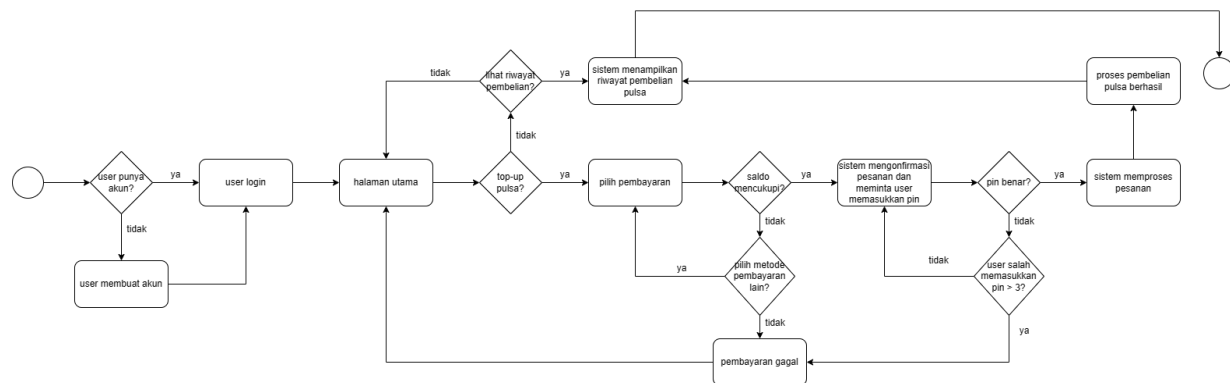 tidak
lihat riwayat
pembelian?
ya
sistem menampilkan
riwayat pembelian
pulsa
proses pembelian
pulsa berhasil
tidak
user punya
akun?
ya
user login
halaman utama
top-up
pulsa?
ya
pilih pembayaran
saldo
mencukupi?
ya
sistem mengonfirmasi
pesanan dan
meminta user
memasukkan pin
pin benar?
ya
sistem memproses
pesanan
tidak
tidak
tidak
user membuat akun
ya
pilih metode
pembayaran
lain?
tidak
user salah
memasukkan
pin > 3?
tidak
ya
pembayaran gagal